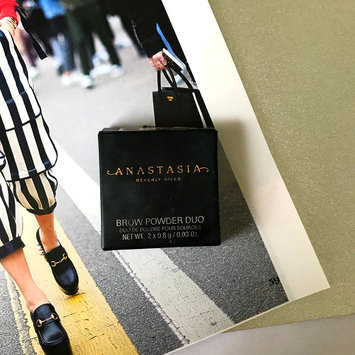 ANASTASIA
BEVERLY HILLS
BROW POWDER DUO
DUO DE POUDRE POUR SOURCILS
NET WT. 2 x 0.8 g / 0.03 Oz.